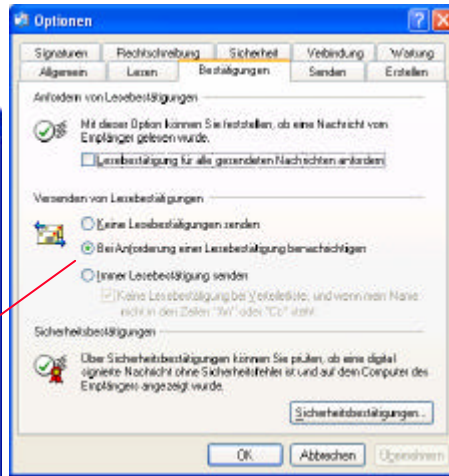 Optionen
Signaturen Rechtschreibung Sicherheit Verbindung Wartung
Allgemein Lesen Bestätigungen Senden Erstellen
Anfordern von Lesebestätigungen
Mit dieser Option können Sie feststellen, ob eine Nachricht vom
Empfänger gelesen wurde.
Lesebestätigung für alle gesendeten Nachrichten anfordern
Versenden von Lesebestätigungen
Keine Lesebestätigungen senden
Bei Anforderung einer Lesebestätigung benachrichtigen
Immer Lesebestätigung senden
Keine Lesebestätigung bei Verteilerliste, und wenn mein Name
nicht in den Zeilen "An" oder "Cc" steht
Sicherheitsbestätigungen
Über Sicherheitsbestätigungen können Sie prüfen, ob eine digital
signierte Nachricht ohne Sicherheitsfehler ist und auf dem Computer des
Empfängers angezeigt wurde.
Sicherheitsbestätigungen...
OK Abbrechen Übernehmen